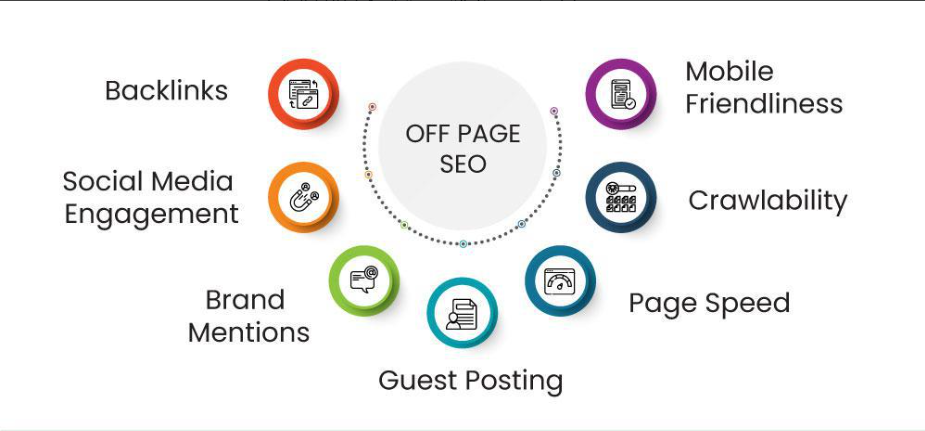 OFF PAGE
SEO
Backlinks
Social Media
Engagement
Brand
Mentions
Guest Posting
Page Speed
Crawlability
Mobile
Friendliness